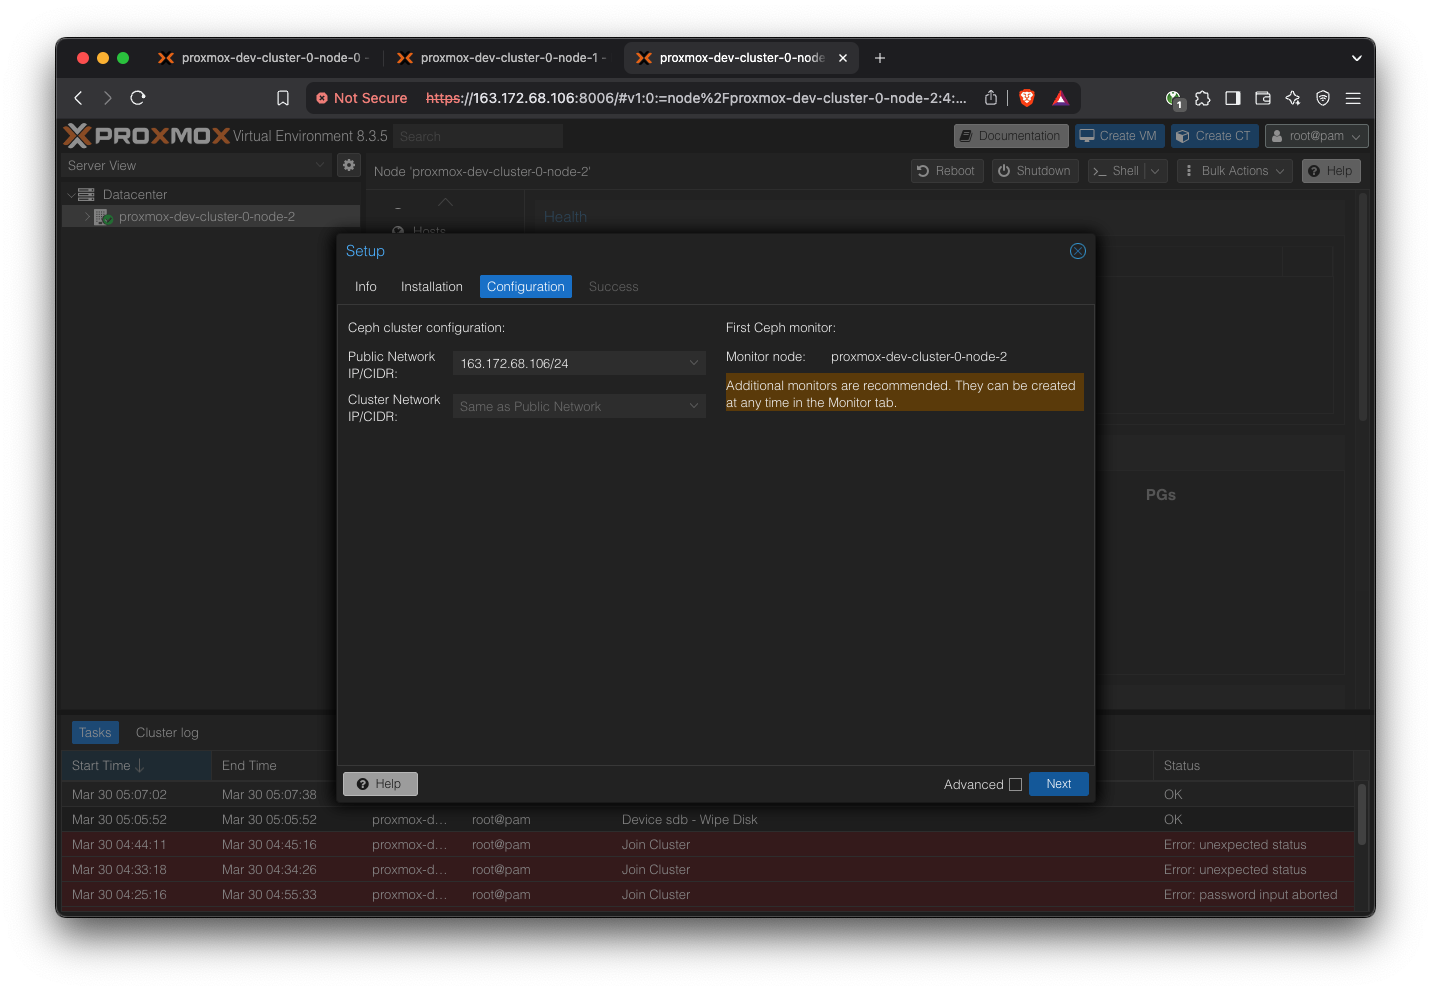 proxmox-dev-cluster-0-node-0 -
proxmox-dev-cluster-0-node-1 -
proxmox-dev-cluster-0-node
Not Secure https://163.172.68.106:8006/#v1:0:=node%2Fproxmox-dev-cluster-0-node-2:4:...
1
PROXMOX Virtual Environment 8.3.5 Search
Documentation Create VM Create CT root@pam
Server View
Node 'proxmox-dev-cluster-0-node-2'
Reboot Shutdown Shell Bulk Actions Help
Datacenter
proxmox-dev-cluster-0-node-2
Health
Hosts
Setup
Info Installation Configuration Success
Ceph cluster configuration:
Public Network
IP/CIDR:
163.172.68.106/24
Cluster Network
IP/CIDR:
Same as Public Network
First Ceph monitor:
Monitor node: proxmox-dev-cluster-0-node-2
Additional monitors are recommended. They can be created
at any time in the Monitor tab.
PGs
Help
Advanced Next
Tasks Cluster log
Start Time End Time Status
Mar 30 05:07:02 Mar 30 05:07:38 OK
Mar 30 05:05:52 Mar 30 05:05:52 proxmox-d... root@pam Device sdb - Wipe Disk OK
Mar 30 04:44:11 Mar 30 04:45:16 proxmox-d... root@pam Join Cluster Error: unexpected status
Mar 30 04:33:18 Mar 30 04:34:26 proxmox-d... root@pam Join Cluster Error: unexpected status
Mar 30 04:25:16 Mar 30 04:55:33 proxmox-d... root@pam Join Cluster Error: password input aborted